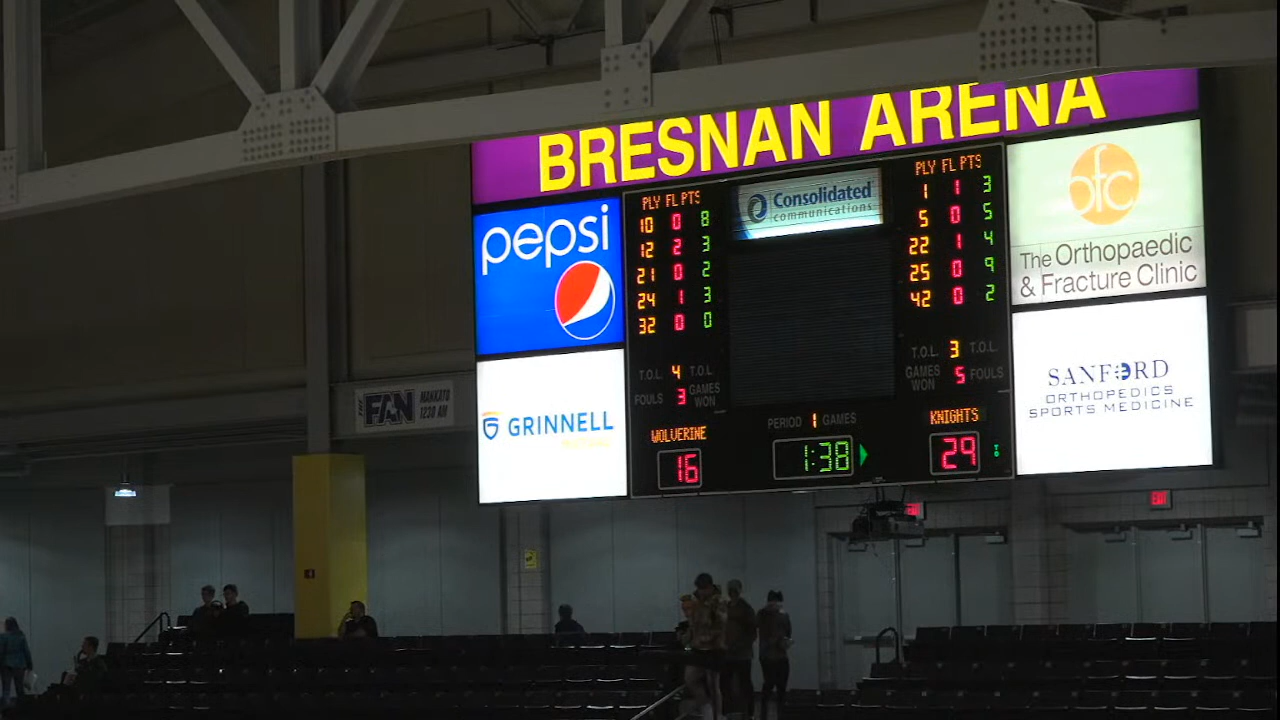 BRESNAN ARENA
pepsi
GRINNELL
PLY FL PTS
10 0 8
12 2 3
21 0 2
24 1 3
32 0 0
T.O.L. 4 T.O.L.
FOULS 3 GAMES WON
WOLVERINE
16
Consolidated
communications
PERIOD 1 GAMES
1:38
PLY FL PTS
1 1 3
5 0 5
22 1 4
25 0 9
42 0 2
T.O.L. 3 T.O.L.
GAMES WON 5 FOULS
KNIGHTS
29
ofc
The Orthopaedic
& Fracture Clinic
SANFORD
ORTHOPEDICS
SPORTS MEDICINE
THE FAN MANKATO
1230 AM
EXIT